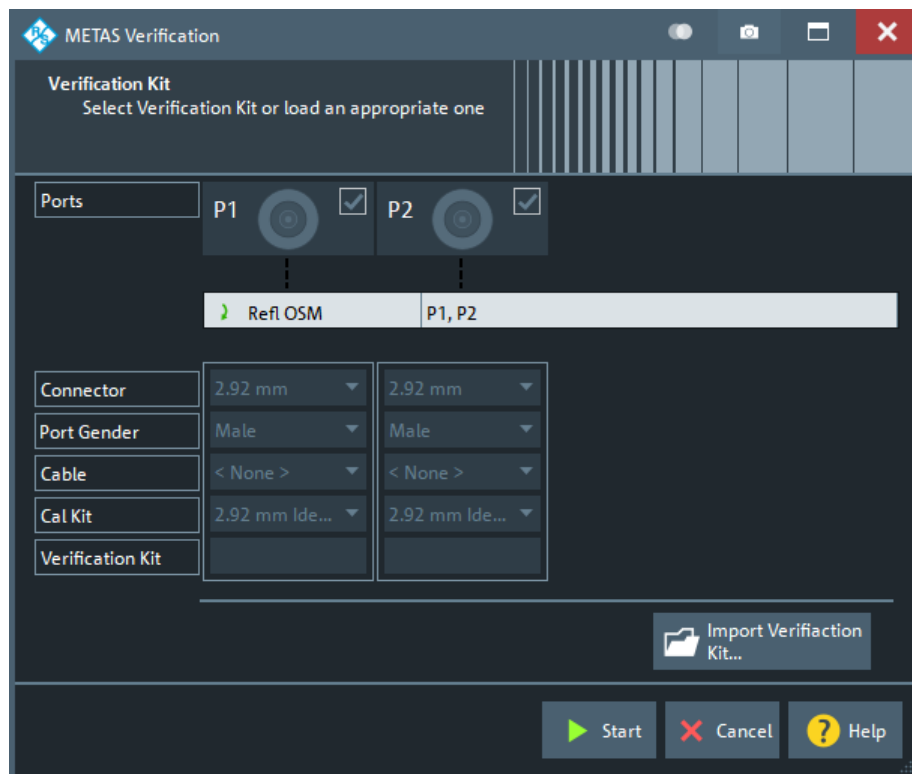 METAS Verification
Verification Kit
Select Verification Kit or load an appropriate one
Ports
P1
P2
Refl OSM
P1, P2
Connector
2.92 mm
2.92 mm
Port Gender
Male
Male
Cable
< None >
< None >
Cal Kit
2.92 mm Ide...
2.92 mm Ide...
Verification Kit
Import Verifiaction
Kit...
Start
Cancel
? Help